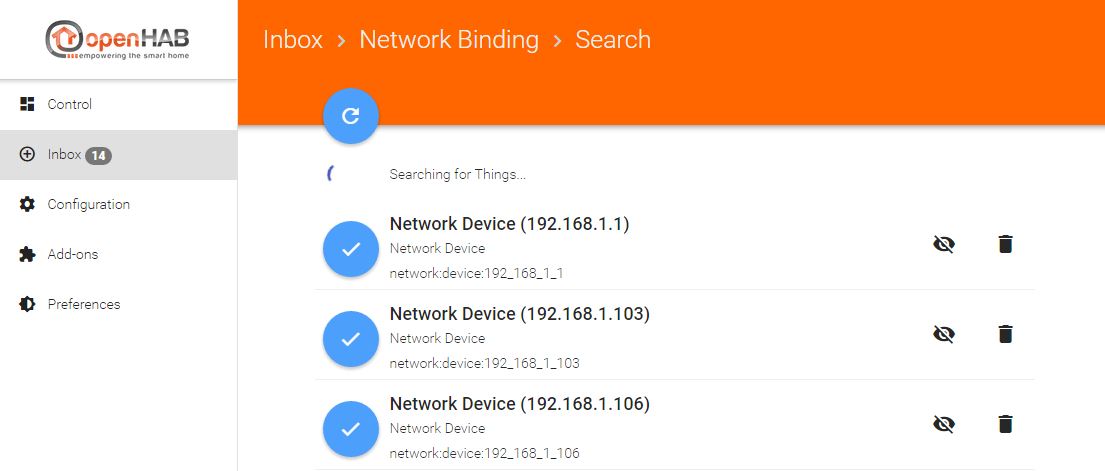 openHAB
empowering the smart home
Control
Inbox 14
Configuration
Add-ons
Preferences
Inbox > Network Binding > Search
Searching for Things...
Network Device (192.168.1.1)
Network Device
network:device:192_168_1_1
Network Device (192.168.1.103)
Network Device
network:device:192_168_1_103
Network Device (192.168.1.106)
Network Device
network:device:192_168_1_106